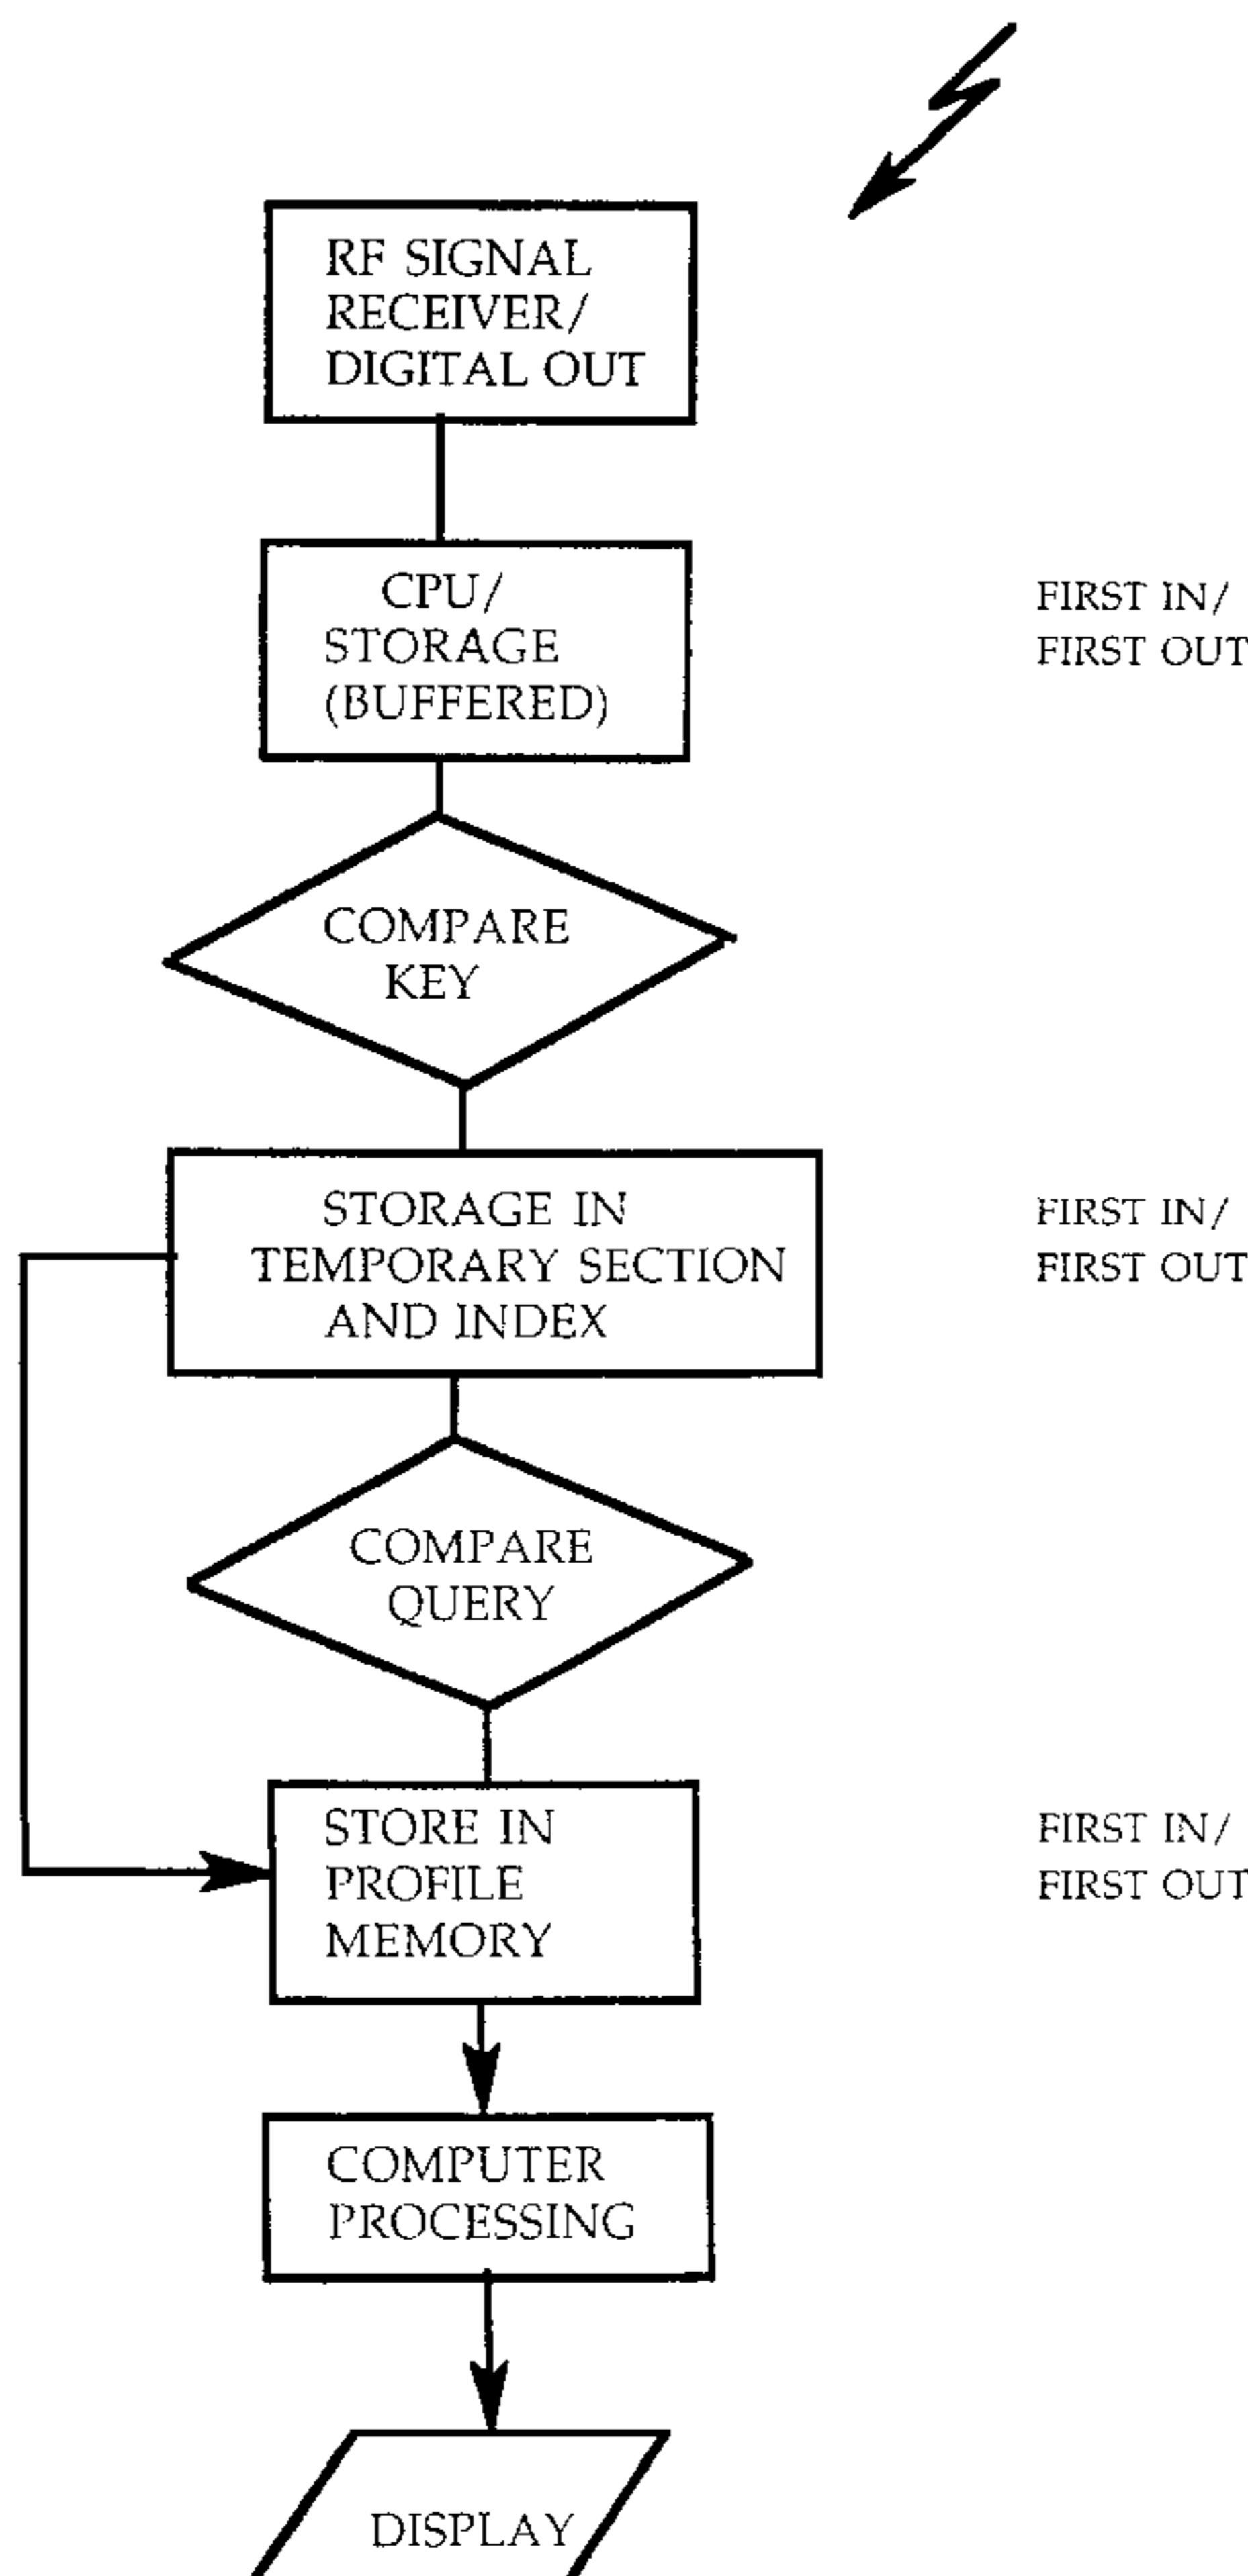 RF SIGNAL
RECEIVER/
DIGITAL OUT
CPU/
STORAGE
(BUFFERED)
FIRST IN/
FIRST OUT
COMPARE
KEY
STORAGE IN
TEMPORARY SECTION
AND INDEX
FIRST IN/
FIRST OUT
COMPARE
QUERY
STORE IN
PROFILE
MEMORY
FIRST IN/
FIRST OUT
COMPUTER
PROCESSING
DISPLAY